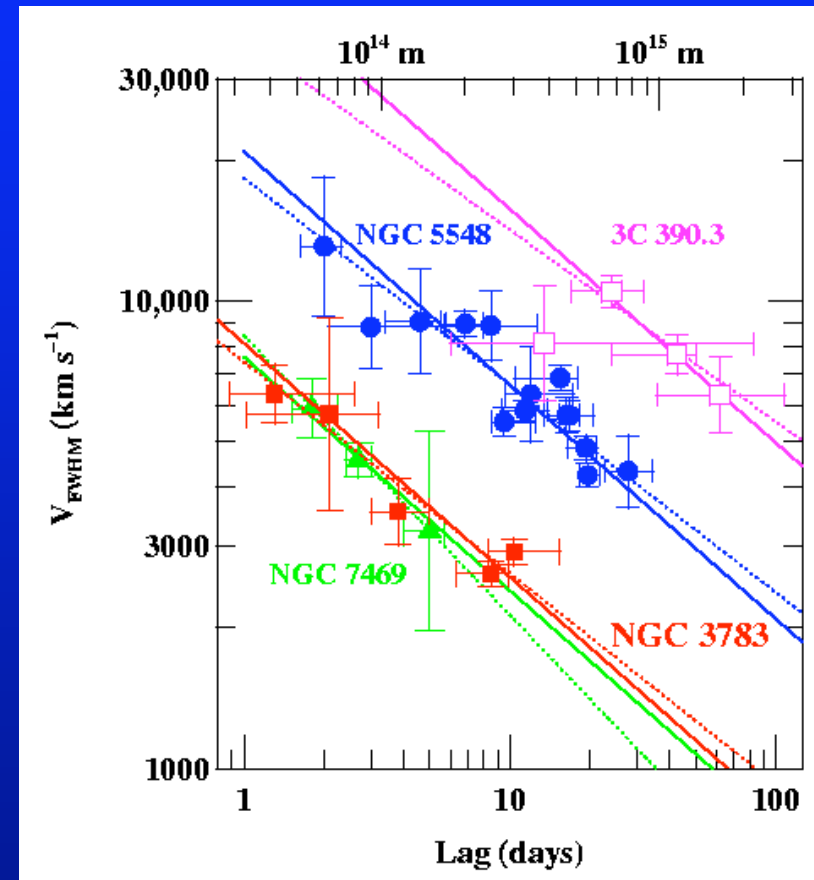 10¹⁴ m
10¹⁵ m
30,000
NGC 5548
3C 390.3
10,000
V_FWHM (km s⁻¹)
3000
NGC 7469
NGC 3783
1000
1
10
100
Lag (days)